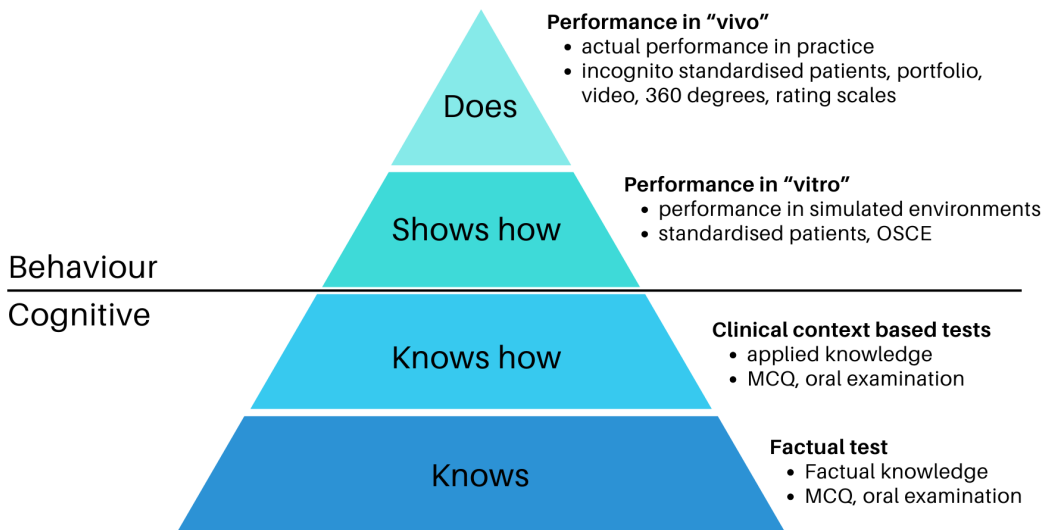 Performance in “vivo”
• actual performance in practice
• incognito standardised patients, portfolio,
video, 360 degrees, rating scales
Does
Performance in “vitro”
• performance in simulated environments
• standardised patients, OSCE
Shows how
Behaviour
Cognitive
Clinical context based tests
• applied knowledge
• MCQ, oral examination
Knows how
Factual test
• Factual knowledge
• MCQ, oral examination
Knows